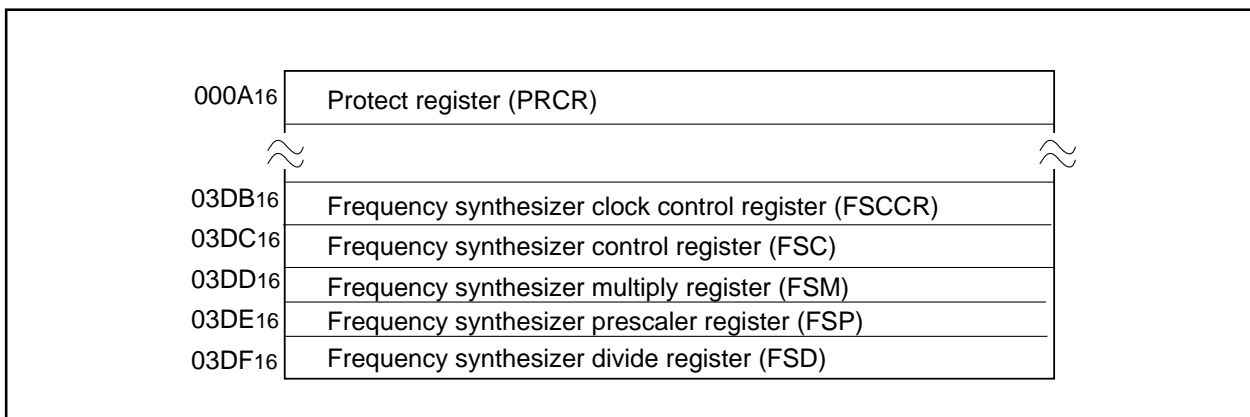 000A16 Protect register (PRCR)
03DB16 Frequency synthesizer clock control register (FSCCR)
03DC16 Frequency synthesizer control register (FSC)
03DD16 Frequency synthesizer multiply register (FSM)
03DE16 Frequency synthesizer prescaler register (FSP)
03DF16 Frequency synthesizer divide register (FSD)